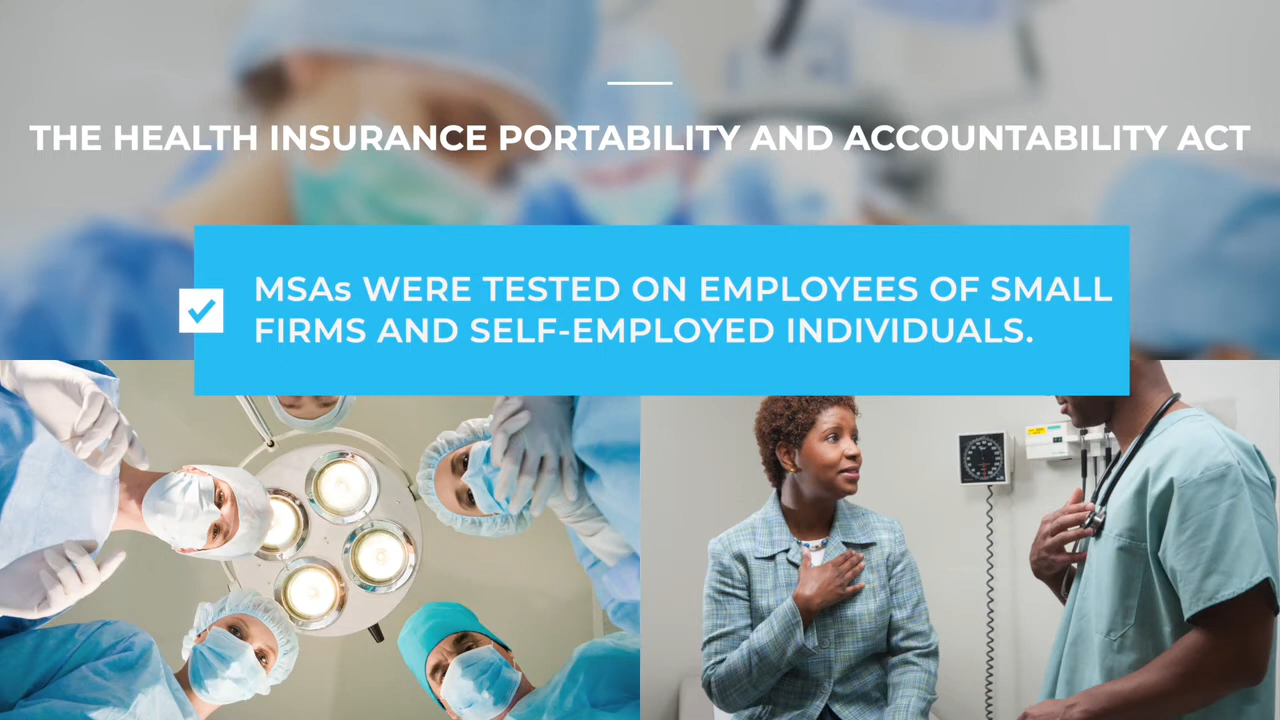 THE HEALTH INSURANCE PORTABILITY AND ACCOUNTABILITY ACT
MSAs WERE TESTED ON EMPLOYEES OF SMALL
FIRMS AND SELF-EMPLOYED INDIVIDUALS.